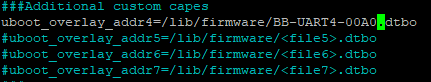 ###Additional custom capes
uboot_overlay_addr4=/lib/firmware/BB-UART4-00A0.dtbo
#uboot_overlay_addr5=/lib/firmware/<file5>.dtbo
#uboot_overlay_addr6=/lib/firmware/<file6>.dtbo
#uboot_overlay_addr7=/lib/firmware/<file7>.dtbo